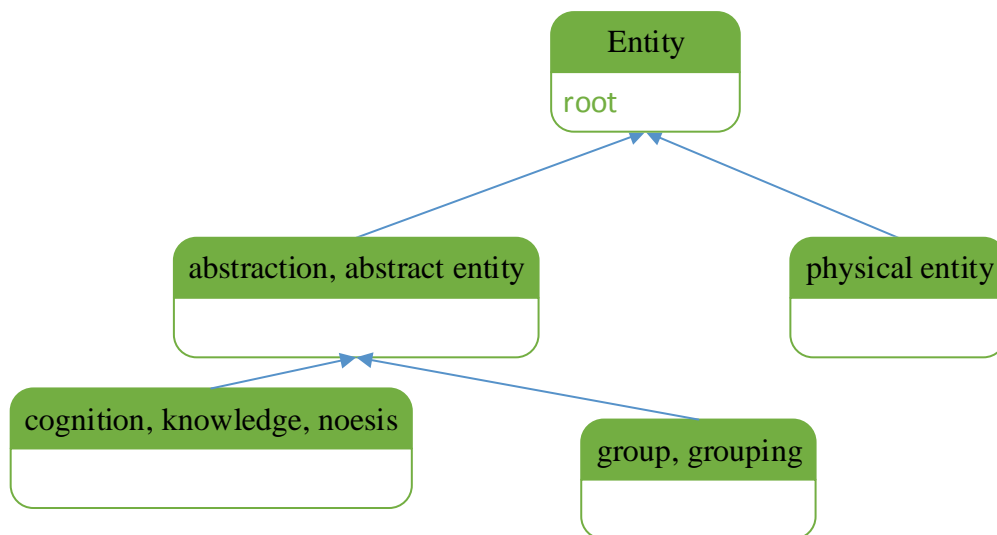 Entity
root
abstraction, abstract entity
physical entity
cognition, knowledge, noesis
group, grouping